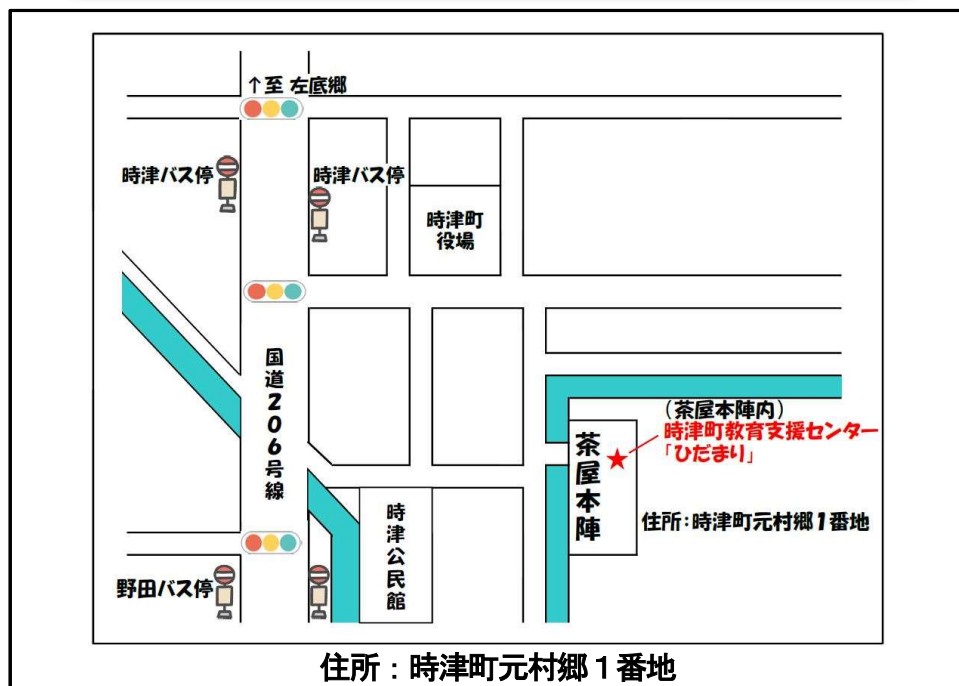 ↑至 左底郷
時津バス停
時津バス停
時津町
役場
国道206号線
（茶屋本陣内）
時津町教育支援センター
「ひだまり」
茶屋本陣
住所：時津町元村郷1番地
時津公民館
野田バス停
住所：時津町元村郷１番地